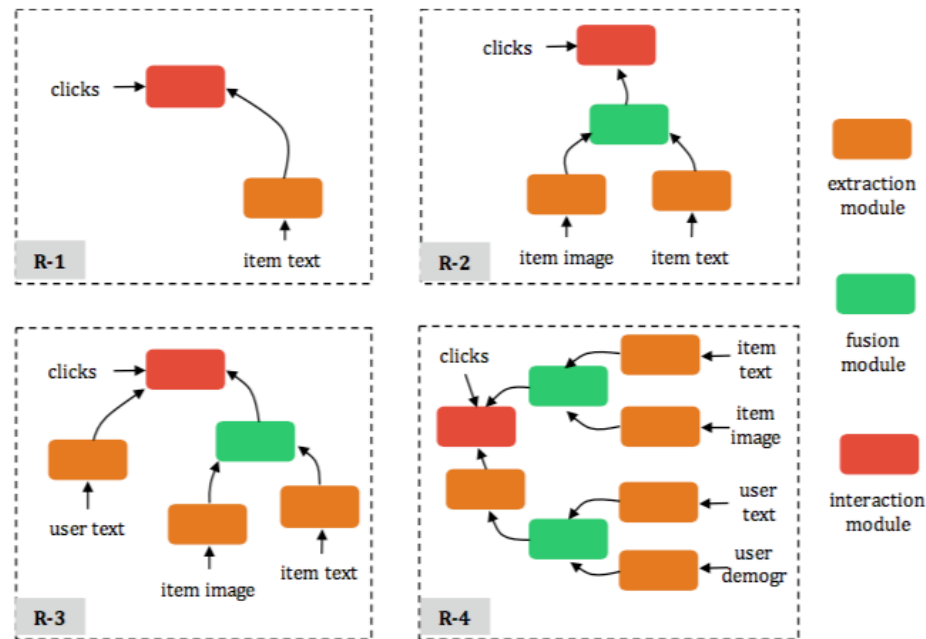 clicks
item text
R-1
clicks
item image
item text
R-2
extraction
module
fusion
module
interaction
module
clicks
user text
item image
item text
R-3
clicks
item
text
item
image
user
text
user
demogr
R-4